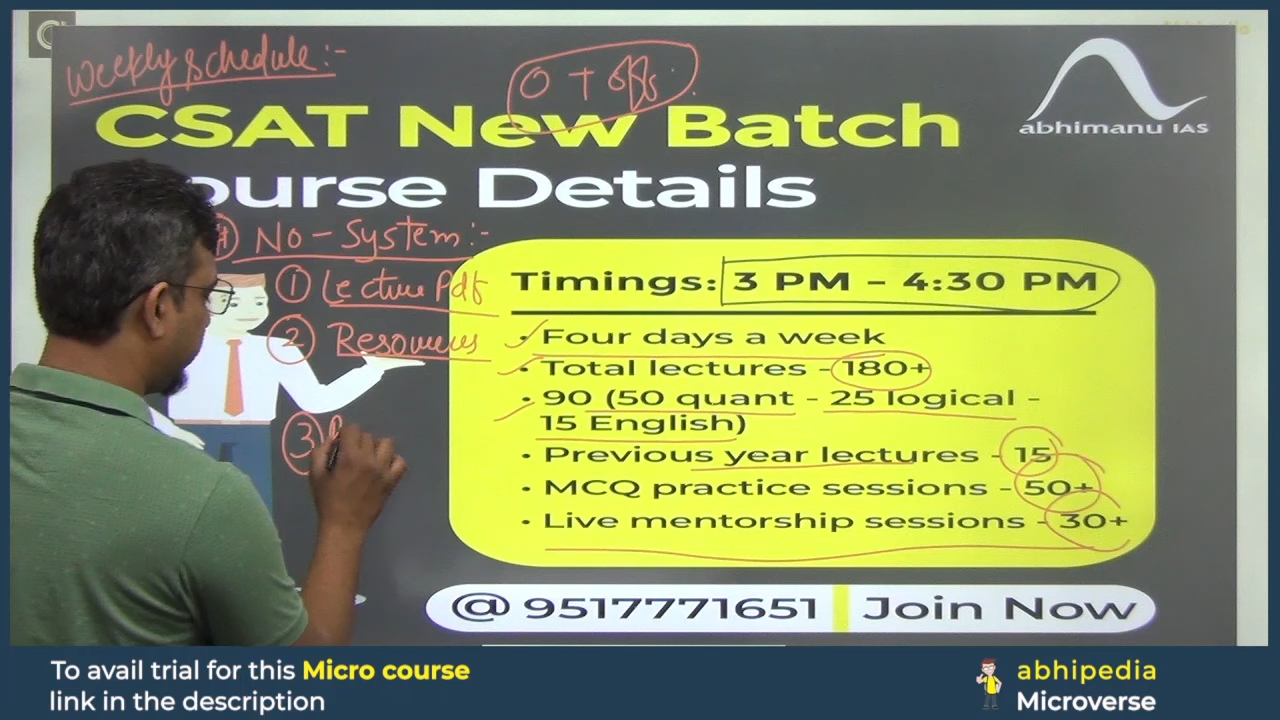 Weekly Schedule:-
O + off.
CSAT New Batch
abhimanu IAS
ourse Details
# No-System:-
① Lecture Pdf
② Resources
③
Timings: 3 PM – 4:30 PM
• Four days a week
• Total lectures - 180+
• 90 (50 quant - 25 logical -
15 English)
• Previous year lectures - 15
• MCQ practice sessions - 50+
• Live mentorship sessions - 30+
@ 9517771651 Join Now
To avail trial for this Micro course
link in the description
abhipedia
Microverse